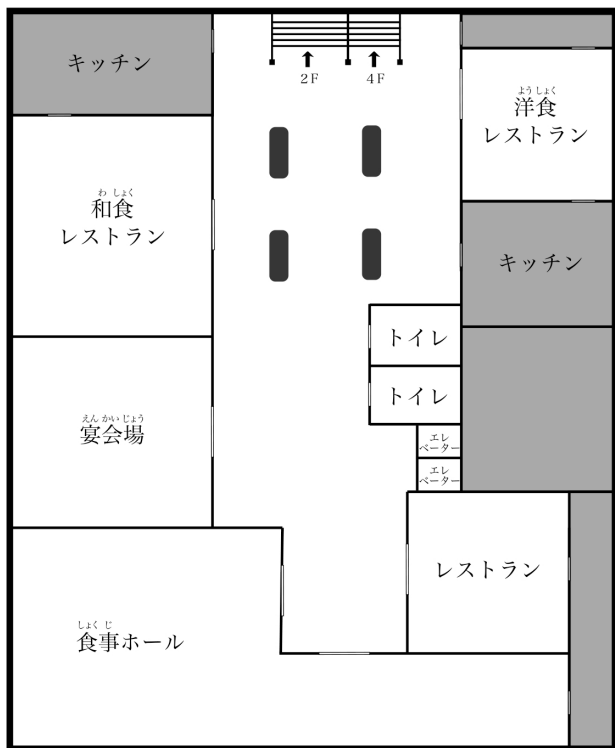 キッチン
2F
4F
ようしょく
洋食
レストラン
わしょく
和食
レストラン
キッチン
トイレ
トイレ
えんかいじょう
宴会場
エレ
ベーター
エレ
ベーター
レストラン
しょくじ
食事ホール